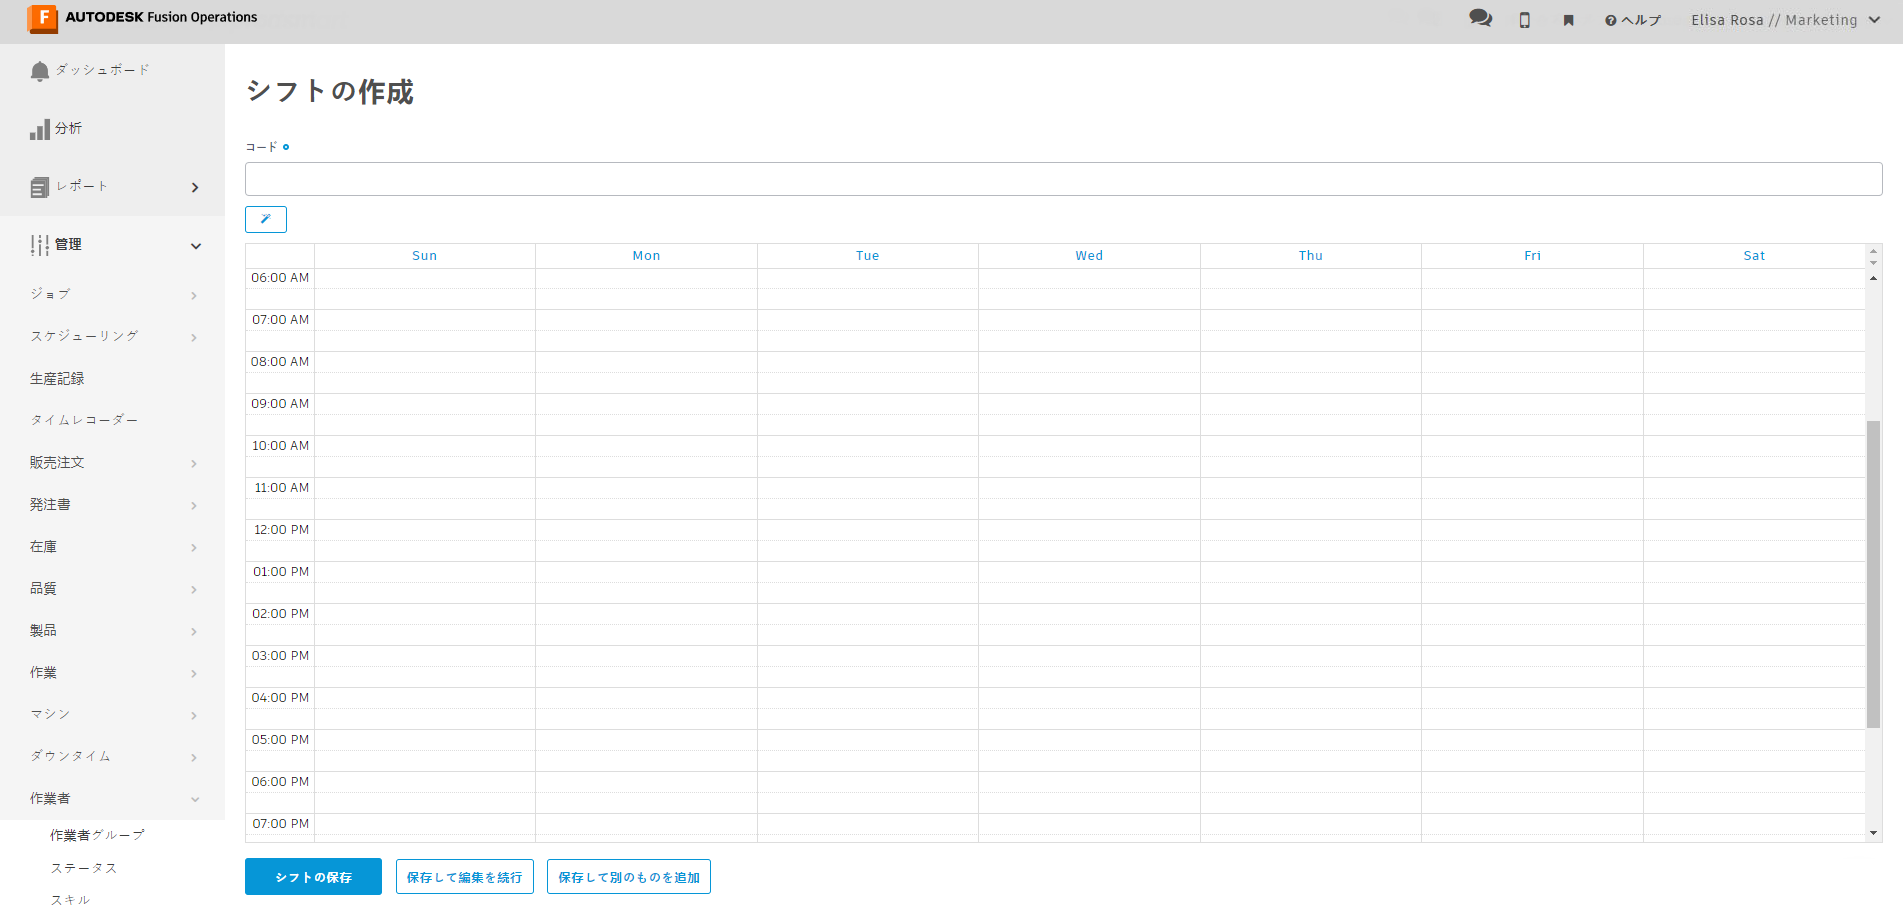 AUTODESK Fusion Operations
ヘルプ
Elisa Rosa // Marketing
ダッシュボード
分析
レポート
管理
ジョブ
スケジューリング
生産記録
タイムレコーダー
販売注文
発注書
在庫
品質
製品
作業
マシン
ダウンタイム
作業者
作業者グループ
ステータス
スキル
シフトの作成
コード
Sun Mon Tue Wed Thu Fri Sat
06:00 AM
07:00 AM
08:00 AM
09:00 AM
10:00 AM
11:00 AM
12:00 PM
01:00 PM
02:00 PM
03:00 PM
04:00 PM
05:00 PM
06:00 PM
07:00 PM
シフトの保存 保存して編集を続行 保存して別のものを追加